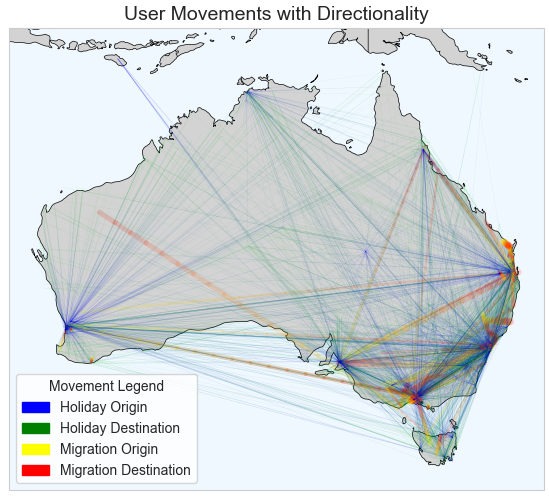 User Movements with Directionality
Movement Legend
Holiday Origin
Holiday Destination
Migration Origin
Migration Destination